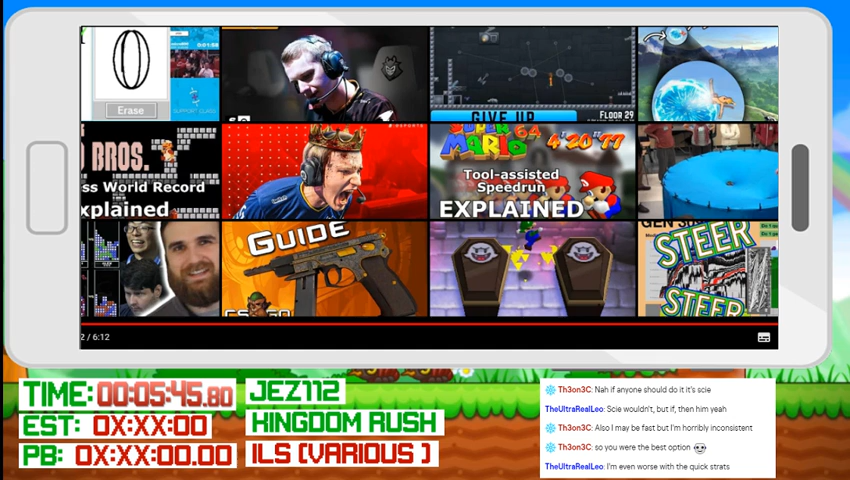 Erase
SUPPORT CLASS!
GIVE UP
FLOOR 29
BROS.
ss World Record
xplained
SUPER
MARIO 64 4'20"77
Tool-assisted
Speedrun
EXPLAINED
GUIDE
CS:GO
STEER
STEER
2 / 6:12
TIME: 00:05:45.80
EST: 0X:XX:00
PB: 0X:XX:00.00
JEZ112
KINGDOM RUSH
ILS (VARIOUS )
Th3on3C: Nah if anyone should do it it's scie
TheUltraRealLeo: Scie wouldn't, but if, then him yeah
Th3on3C: Also I may be fast but I'm horribly inconsistent
Th3on3C: so you were the best option
TheUltraRealLeo: I'm even worse with the quick strats